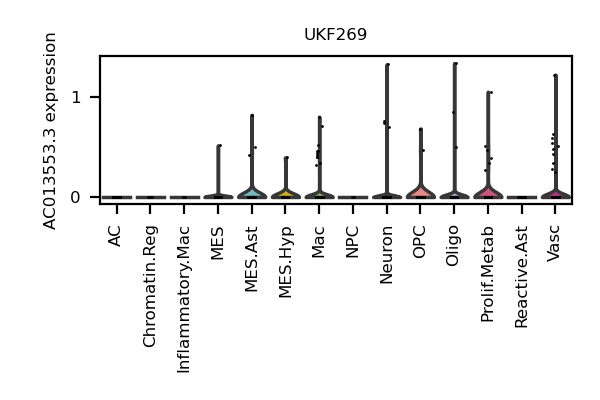 UKF269
AC013553.3 expression
1
0
AC
Chromatin.Reg
Inflammatory.Mac
MES
MES.Ast
MES.Hyp
Mac
NPC
Neuron
OPC
Oligo
Prolif.Metab
Reactive.Ast
Vasc